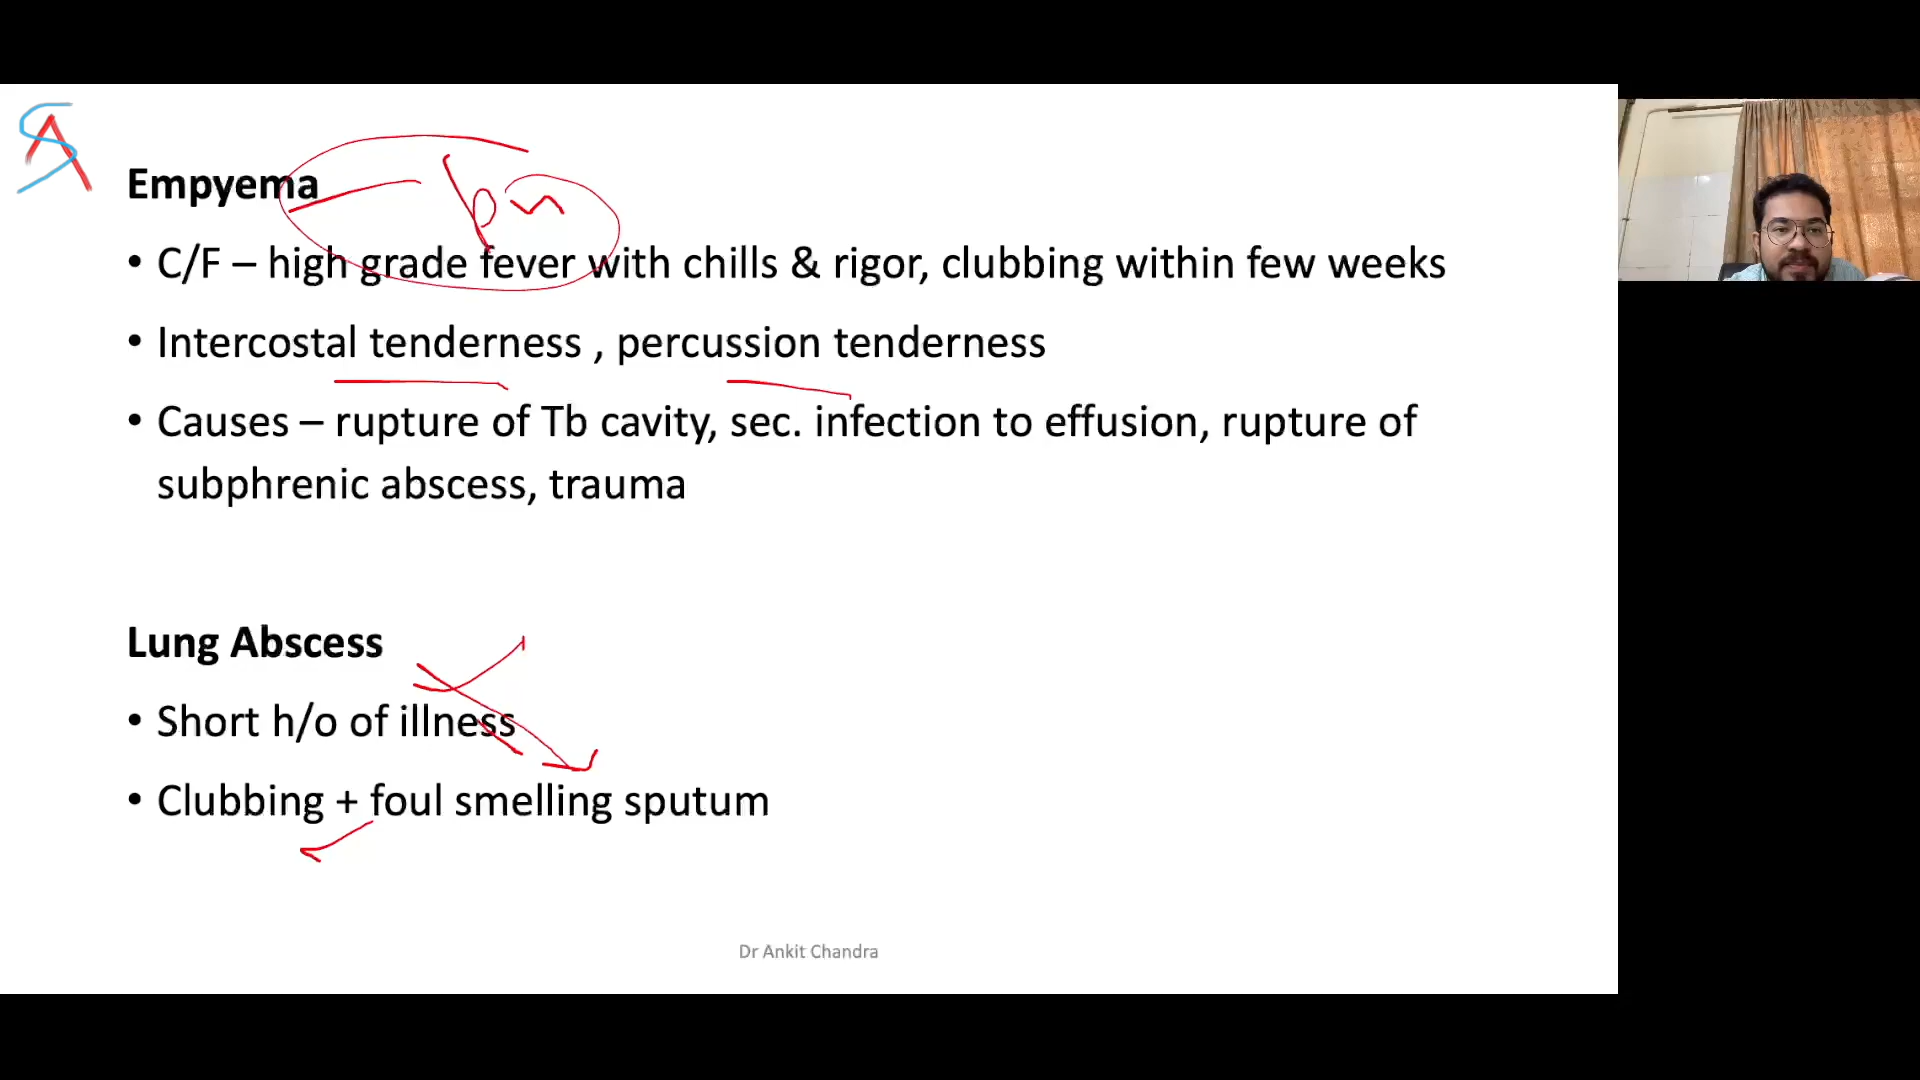 Empyema
• C/F – high grade fever with chills & rigor, clubbing within few weeks
• Intercostal tenderness , percussion tenderness
• Causes – rupture of Tb cavity, sec. infection to effusion, rupture of
subphrenic abscess, trauma
Lung Abscess
• Short h/o of illness
• Clubbing + foul smelling sputum
Dr Ankit Chandra